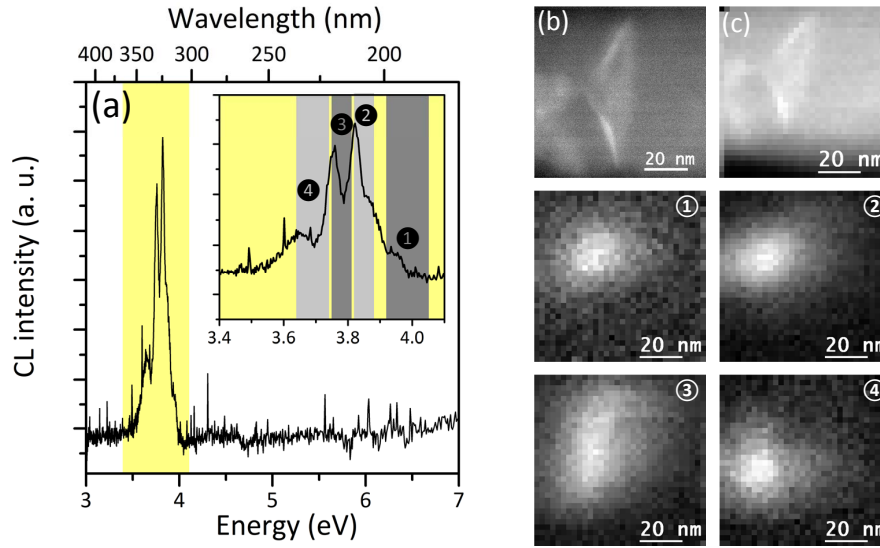 Wavelength (nm)
400 350 300 250 200
(a)
CL intensity (a. u.)
4 3 2 1
3.4 3.6 3.8 4.0
3 4 5 6 7
Energy (eV)
(b)
20 nm
(c)
20 nm
①
20 nm
②
20 nm
③
20 nm
④
20 nm